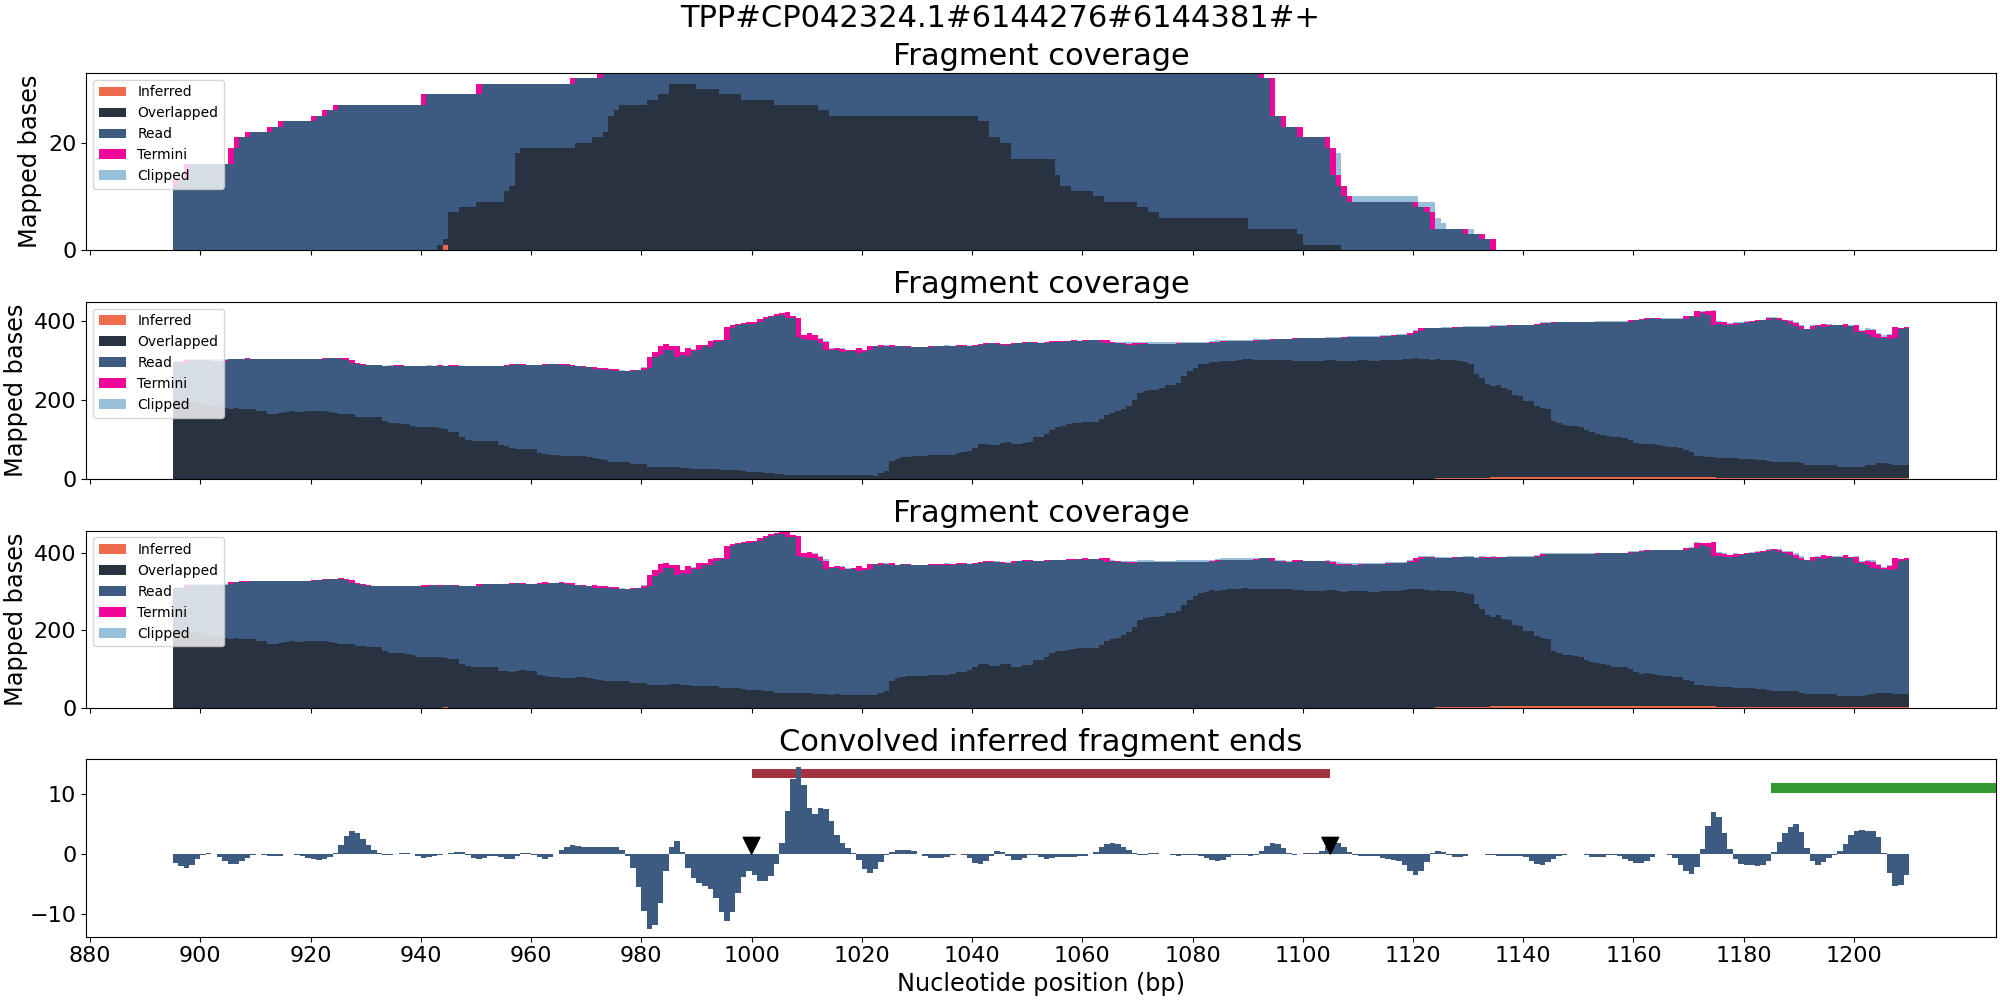 TPP#CP042324.1#6144276#6144381#+
Fragment coverage
Mapped bases
20
0
Inferred
Overlapped
Read
Termini
Clipped
Fragment coverage
Mapped bases
400
200
0
Inferred
Overlapped
Read
Termini
Clipped
Fragment coverage
Mapped bases
400
200
0
Inferred
Overlapped
Read
Termini
Clipped
Convolved inferred fragment ends
10
0
−10
880 900 920 940 960 980 1000 1020 1040 1060 1080 1100 1120 1140 1160 1180 1200
Nucleotide position (bp)